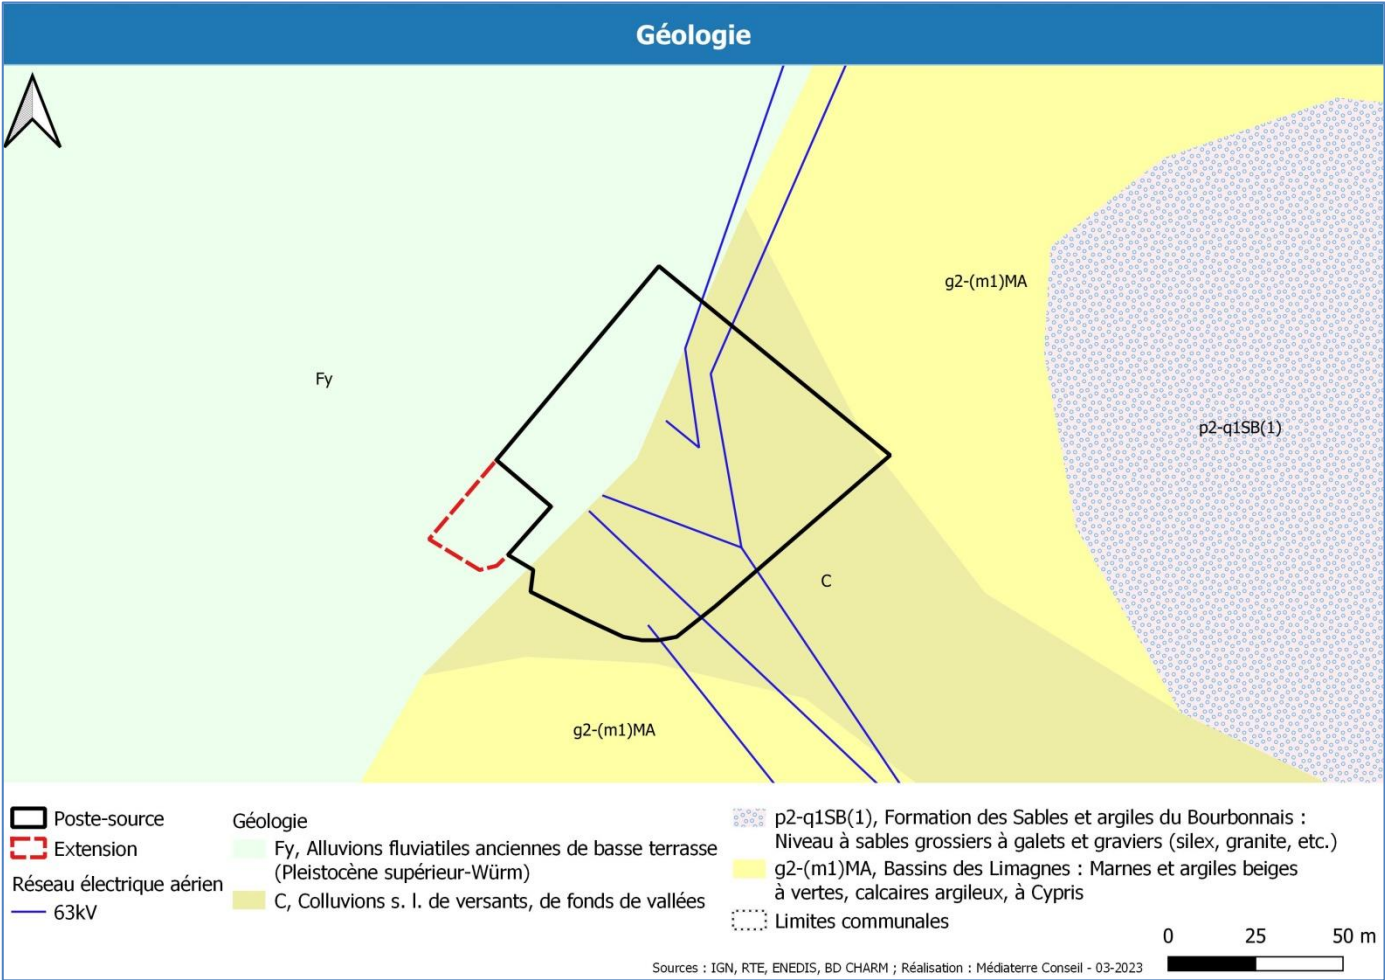 Géologie
g2-(m1)MA
Fy
p2-q1SB(1)
C
g2-(m1)MA
Poste-source
Extension
Réseau électrique aérien
63kV
Géologie
Fy, Alluvions fluviatiles anciennes de basse terrasse
(Pleistocène supérieur-Würm)
C, Colluvions s. l. de versants, de fonds de vallées
p2-q1SB(1), Formation des Sables et argiles du Bourbonnais :
Niveau à sables grossiers à galets et graviers (silex, granite, etc.)
g2-(m1)MA, Bassins des Limagnes : Marnes et argiles beiges
à vertes, calcaires argileux, à Cypris
Limites communales
0 25 50 m
Sources : IGN, RTE, ENEDIS, BD CHARM ; Réalisation : Médiaterre Conseil - 03-2023